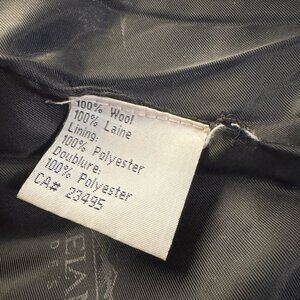 100% Wool
100% Laine
Lining:
100% Polyester
Doublure:
100% Polyester
CA# 23495